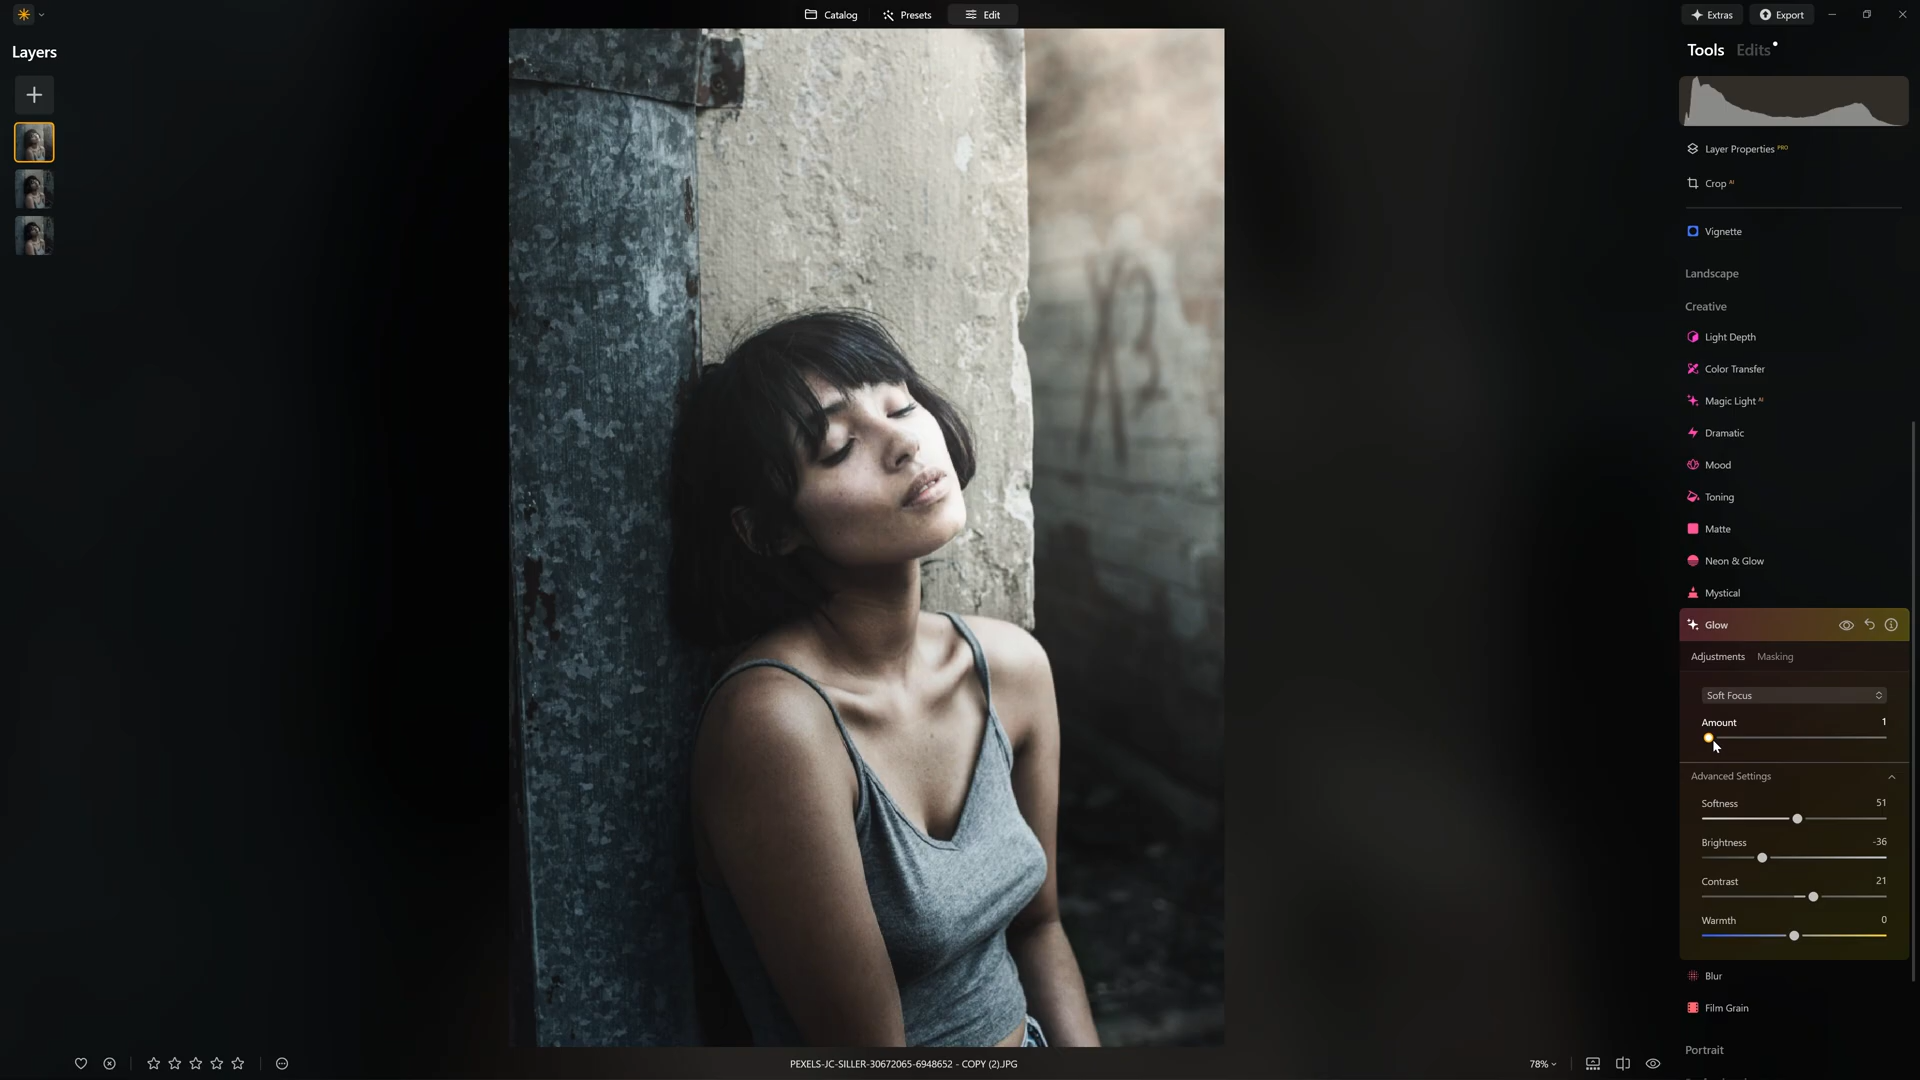 Catalog
Presets
Edit
Extras
Export
Layers
Tools
Edits
Layer Properties PRO
Crop AI
Vignette
Landscape
Creative
Light Depth
Color Transfer
Magic Light AI
Dramatic
Mood
Toning
Matte
Neon & Glow
Mystical
Glow
Adjustments
Masking
Soft Focus
Amount 1
Advanced Settings
Softness 51
Brightness -36
Contrast 21
Warmth 0
Blur
Film Grain
Portrait
PEXELS-JC-SILLER-30672065-6948652 - COPY (2).JPG
78%